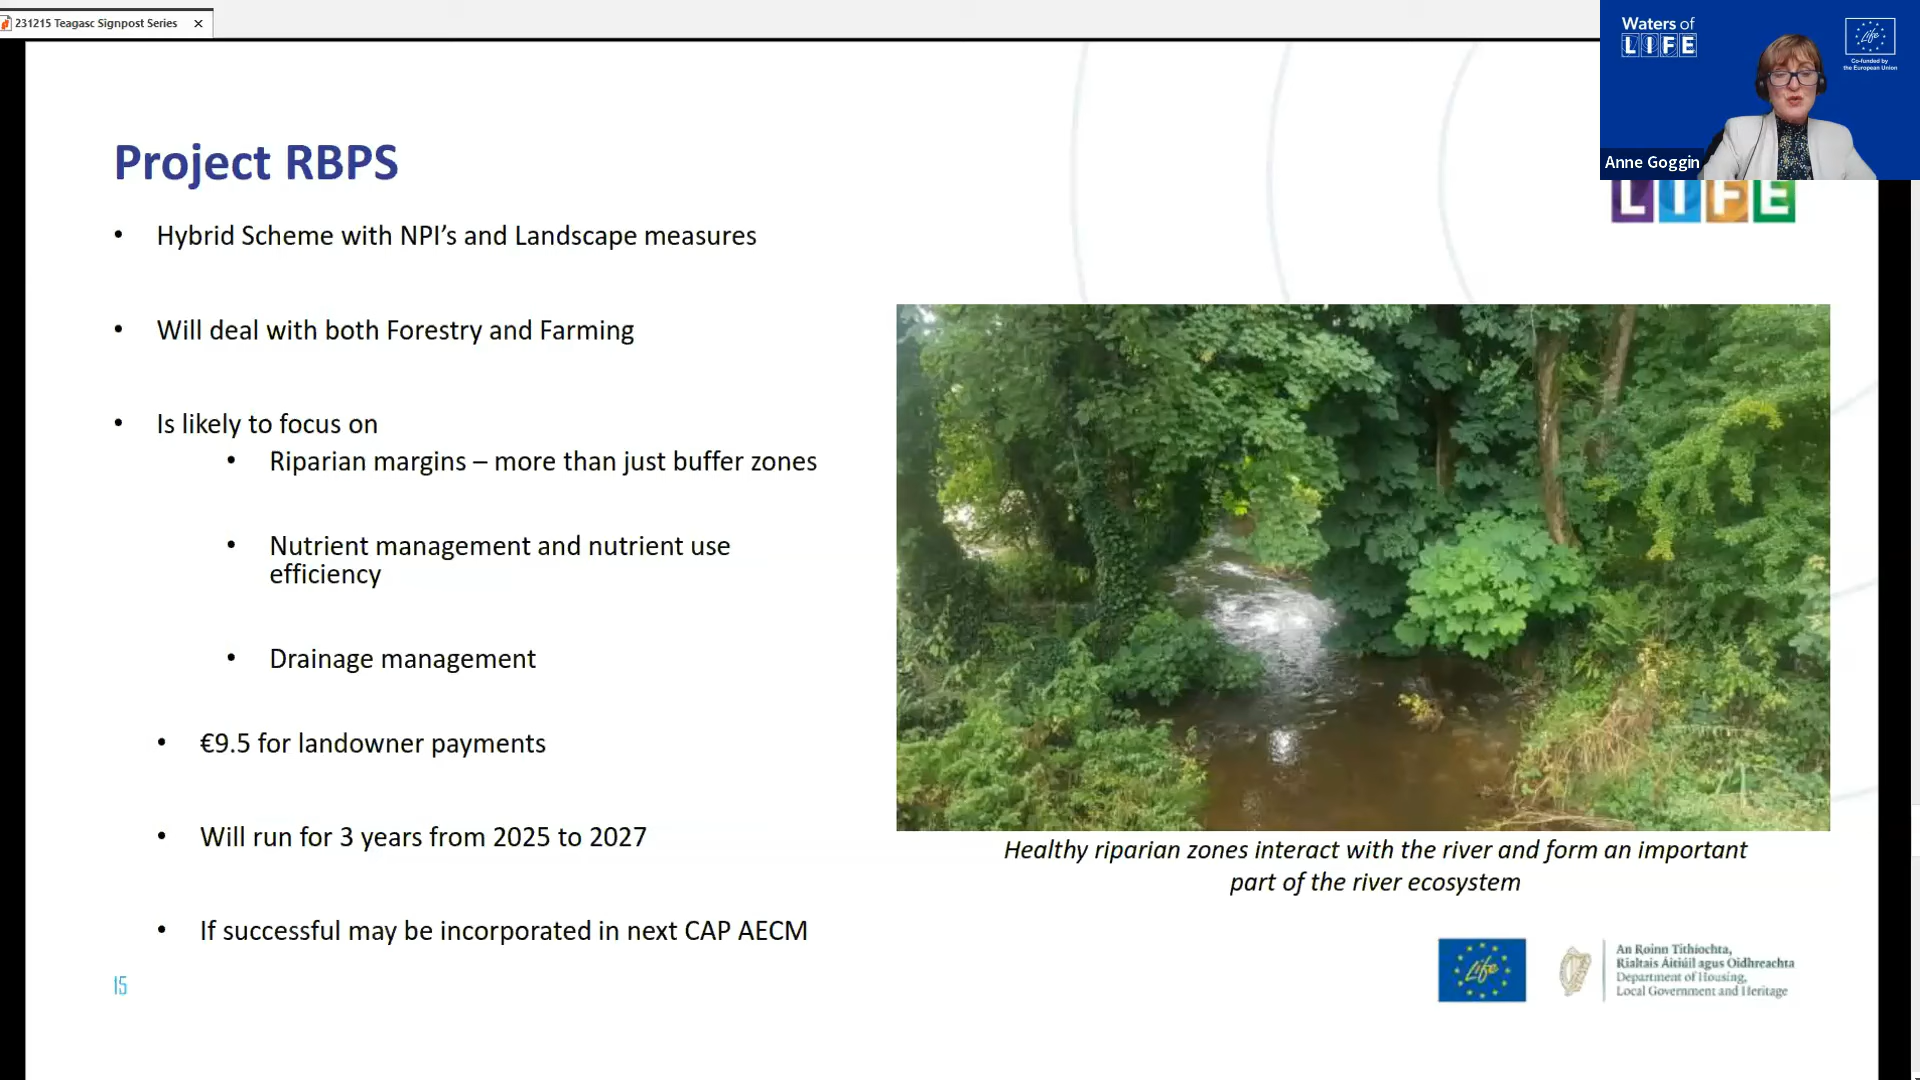 231215 Teagasc Signpost Series
Waters of
LIFE
Life
Co-funded by
the European Union
Anne Goggin
LIFE
Project RBPS
• Hybrid Scheme with NPI’s and Landscape measures
• Will deal with both Forestry and Farming
• Is likely to focus on
• Riparian margins – more than just buffer zones
• Nutrient management and nutrient use
efficiency
• Drainage management
• €9.5 for landowner payments
• Will run for 3 years from 2025 to 2027
• If successful may be incorporated in next CAP AECM
Healthy riparian zones interact with the river and form an important
part of the river ecosystem
15
Life
An Roinn Tithíochta,
Rialtais Áitiúil agus Oidhreachta
Department of Housing,
Local Government and Heritage